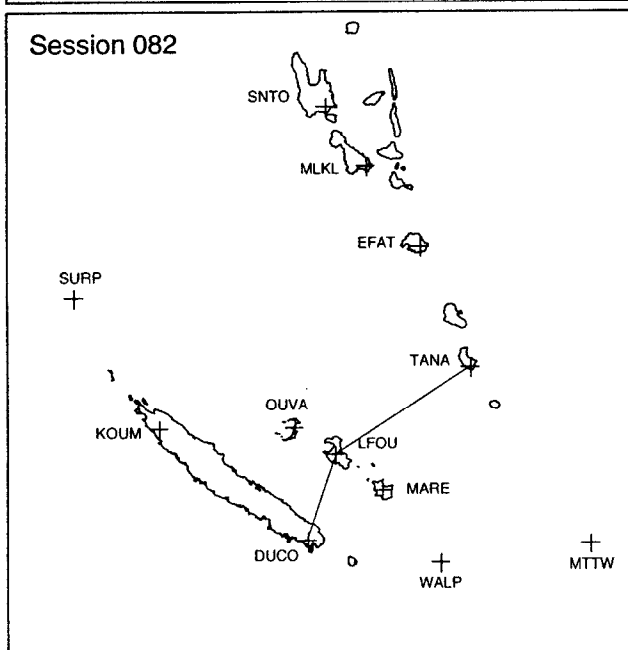 Session 082
SNTO
MLKL
EFAT
SURP
TANA
OUVA
KOUM
LFOU
MARE
DUCO
MTTW
WALP